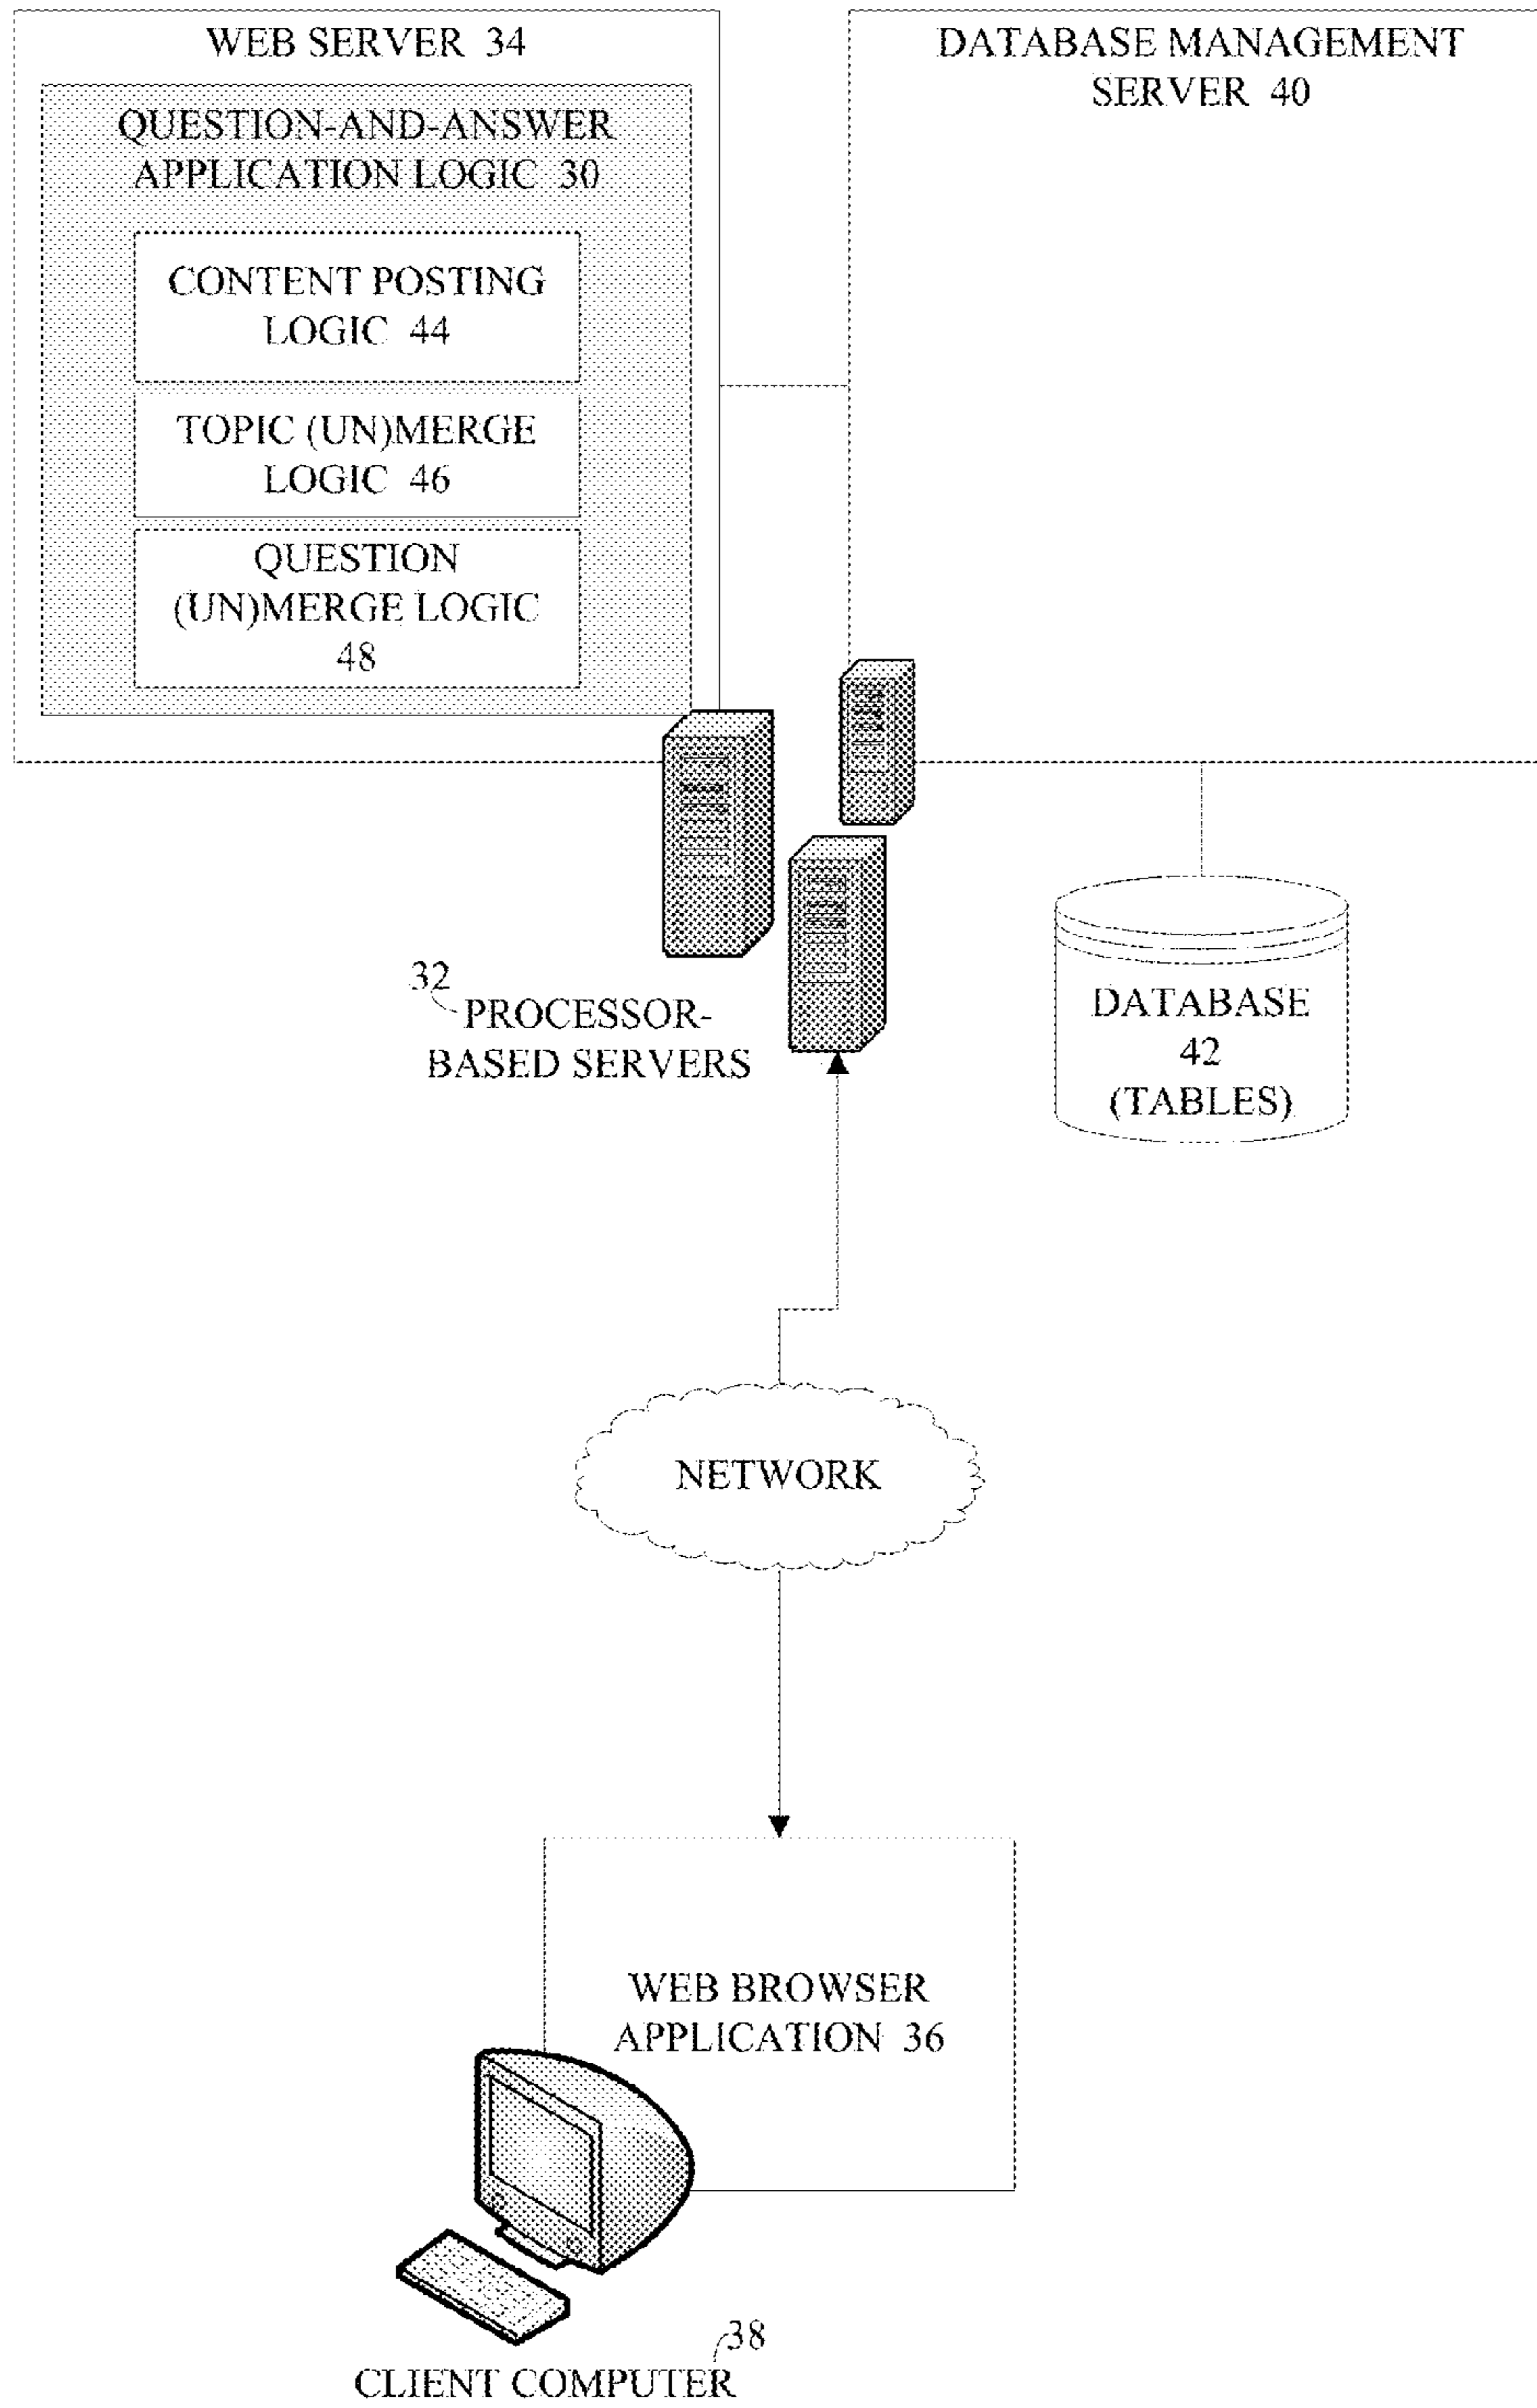 WEB SERVER 34
QUESTION-AND-ANSWER
APPLICATION LOGIC 30
CONTENT POSTING
LOGIC 44
TOPIC (UN)MERGE
LOGIC 46
QUESTION
(UN)MERGE LOGIC
48
DATABASE MANAGEMENT
SERVER 40
32
PROCESSOR-
BASED SERVERS
DATABASE
42
(TABLES)
NETWORK
WEB BROWSER
APPLICATION 36
38
CLIENT COMPUTER